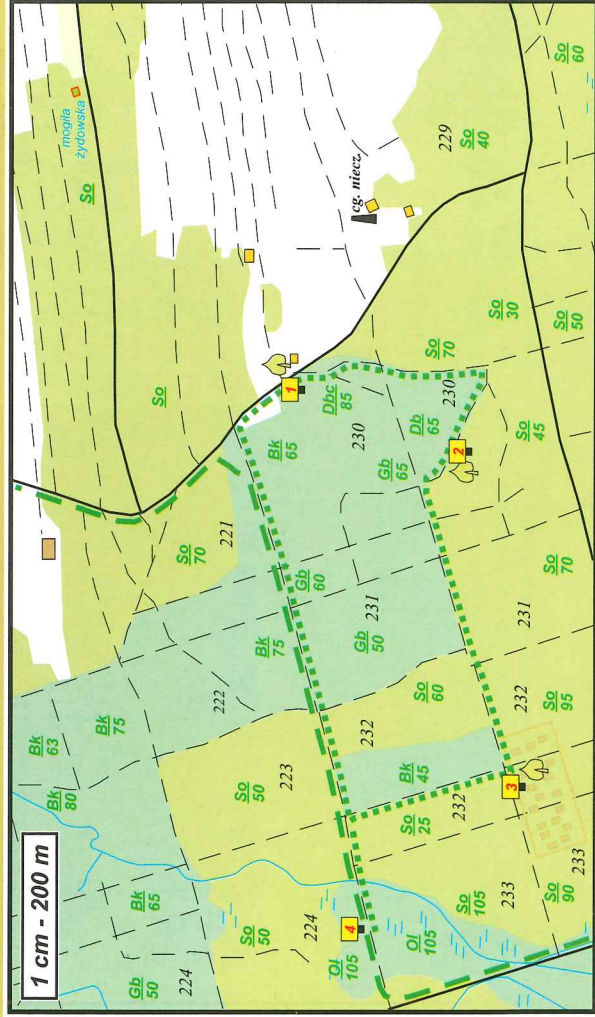 1 cm - 200 m
Bk
63
Bk
80
mogiła
żydowska
So
Bk
75
Gb
50
Bk
65
So
224
So
70
222
221
So
50
So
50
Bk
75
Bk
65
223
1
224
Gb
60
Ol
105
4
Dbc
85
230
cg. niecz.
232
Gb
50
231
Gb
65
Ol
105
So
25
Bk
45
Db
65
So
60
So
70
229
230
232
2
So
105
So
40
233
3
So
30
232
231
So
45
So
90
So
95
So
70
So
50
So
60
233